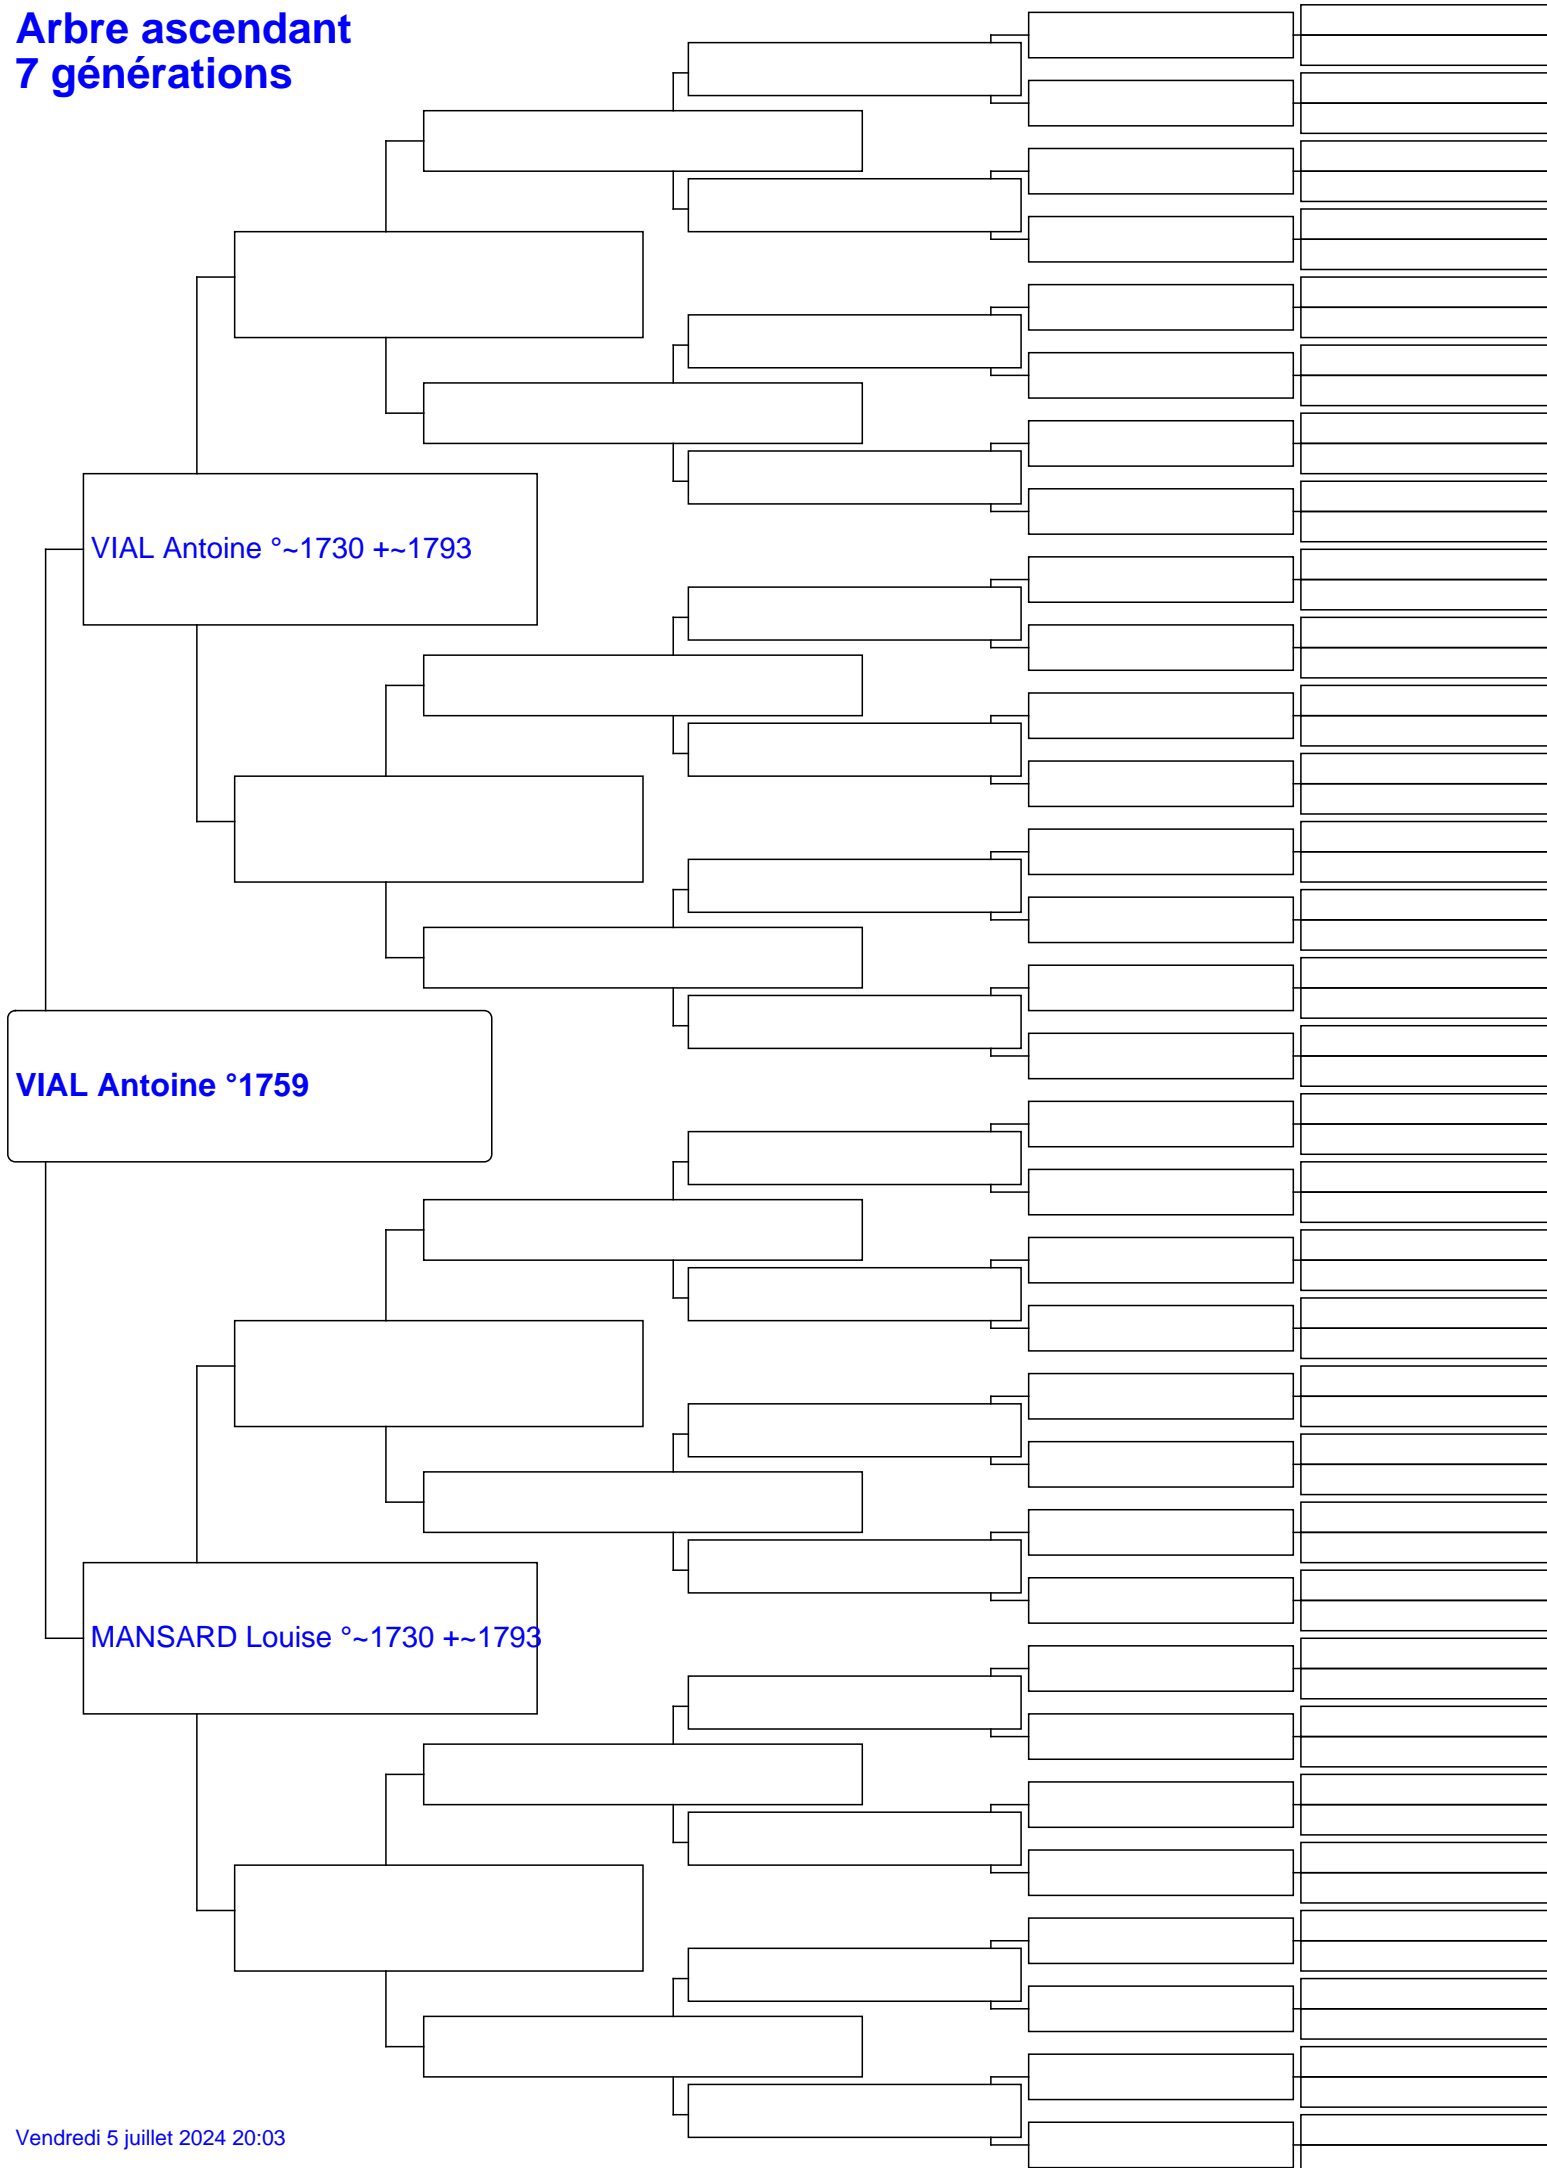 Arbre ascendant
7 générations
VIAL Antoine °~1730 +~1793
VIAL Antoine °1759
MANSARD Louise °~1730 +~1793
Vendredi 5 juillet 2024 20:03